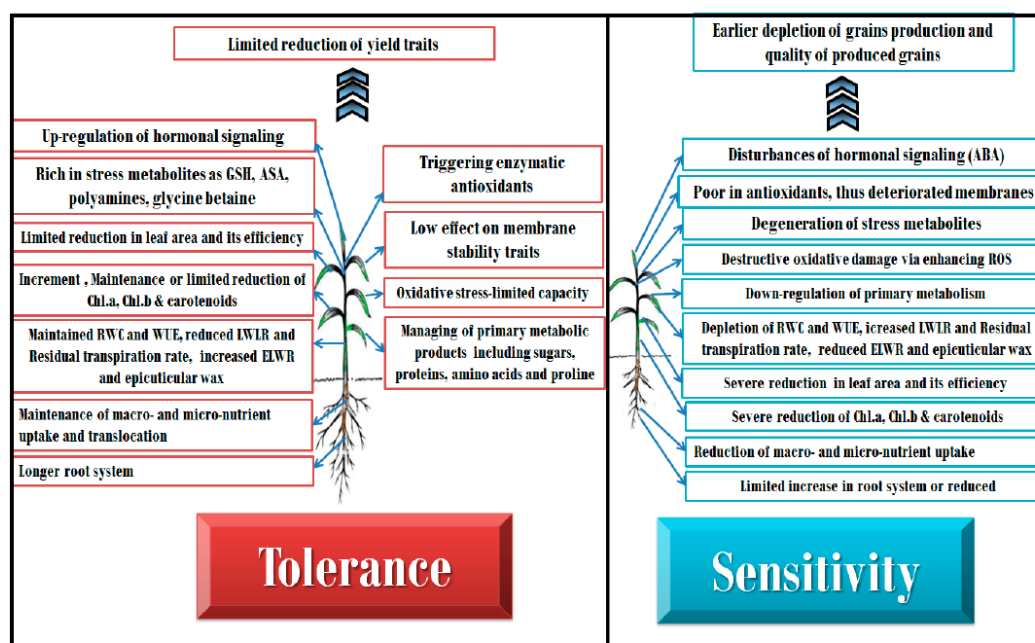 Limited reduction of yield traits
Up-regulation of hormonal signaling
Rich in stress metabolites as GSH, ASA,
polyamines, glycine betaine
Limited reduction in leaf area and its efficiency
Increment , Maintenance or limited reduction of
Chl.a, Chl.b & carotenoids
Maintained RWC and WUE, reduced LWLR and
Residual transpiration rate, increased ELWR
and epicuticular wax
Maintenance of macro- and micro-nutrient
uptake and translocation
Longer root system
Triggering enzymatic
antioxidants
Low effect on membrane
stability traits
Oxidative stress-limited capacity
Managing of primary metabolic
products including sugars,
proteins, amino acids and proline
Tolerance
Earlier depletion of grains production and
quality of produced grains
Disturbances of hormonal signaling (ABA)
Poor in antioxidants, thus deteriorated membranes
Degeneration of stress metabolites
Destructive oxidative damage via enhancing ROS
Down-regulation of primary metabolism
Depletion of RWC and WUE, icreased LWLR and Residual
transpiration rate, reduced ELWR and epicuticular wax
Severe reduction in leaf area and its efficiency
Severe reduction of Chl.a, Chl.b & carotenoids
Reduction of macro- and micro-nutrient uptake
Limited increase in root system or reduced
Sensitivity